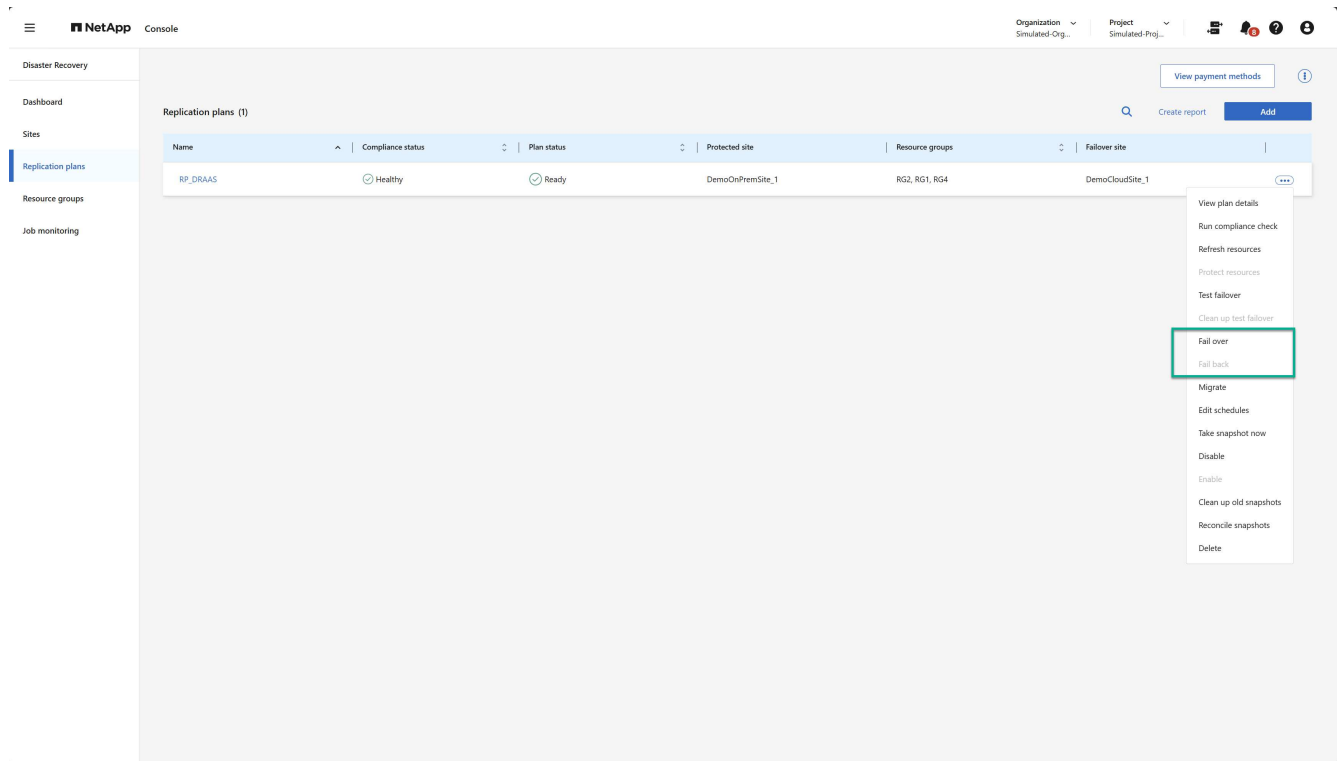 NetApp Console
Organization
Simulated-Org...
Project
Simulated-Proj...
8
Disaster Recovery
Dashboard
Sites
Replication plans
Resource groups
Job monitoring
View payment methods
Replication plans (1)
Create report
Add
Name Compliance status Plan status Protected site Resource groups Failover site
RP_DRAAS Healthy Ready DemoOnPremSite_1 RG2, RG1, RG4 DemoCloudSite_1
View plan details
Run compliance check
Refresh resources
Protect resources
Test failover
Clean up test failover
Fail over
Fail back
Migrate
Edit schedules
Take snapshot now
Disable
Enable
Clean up old snapshots
Reconcile snapshots
Delete